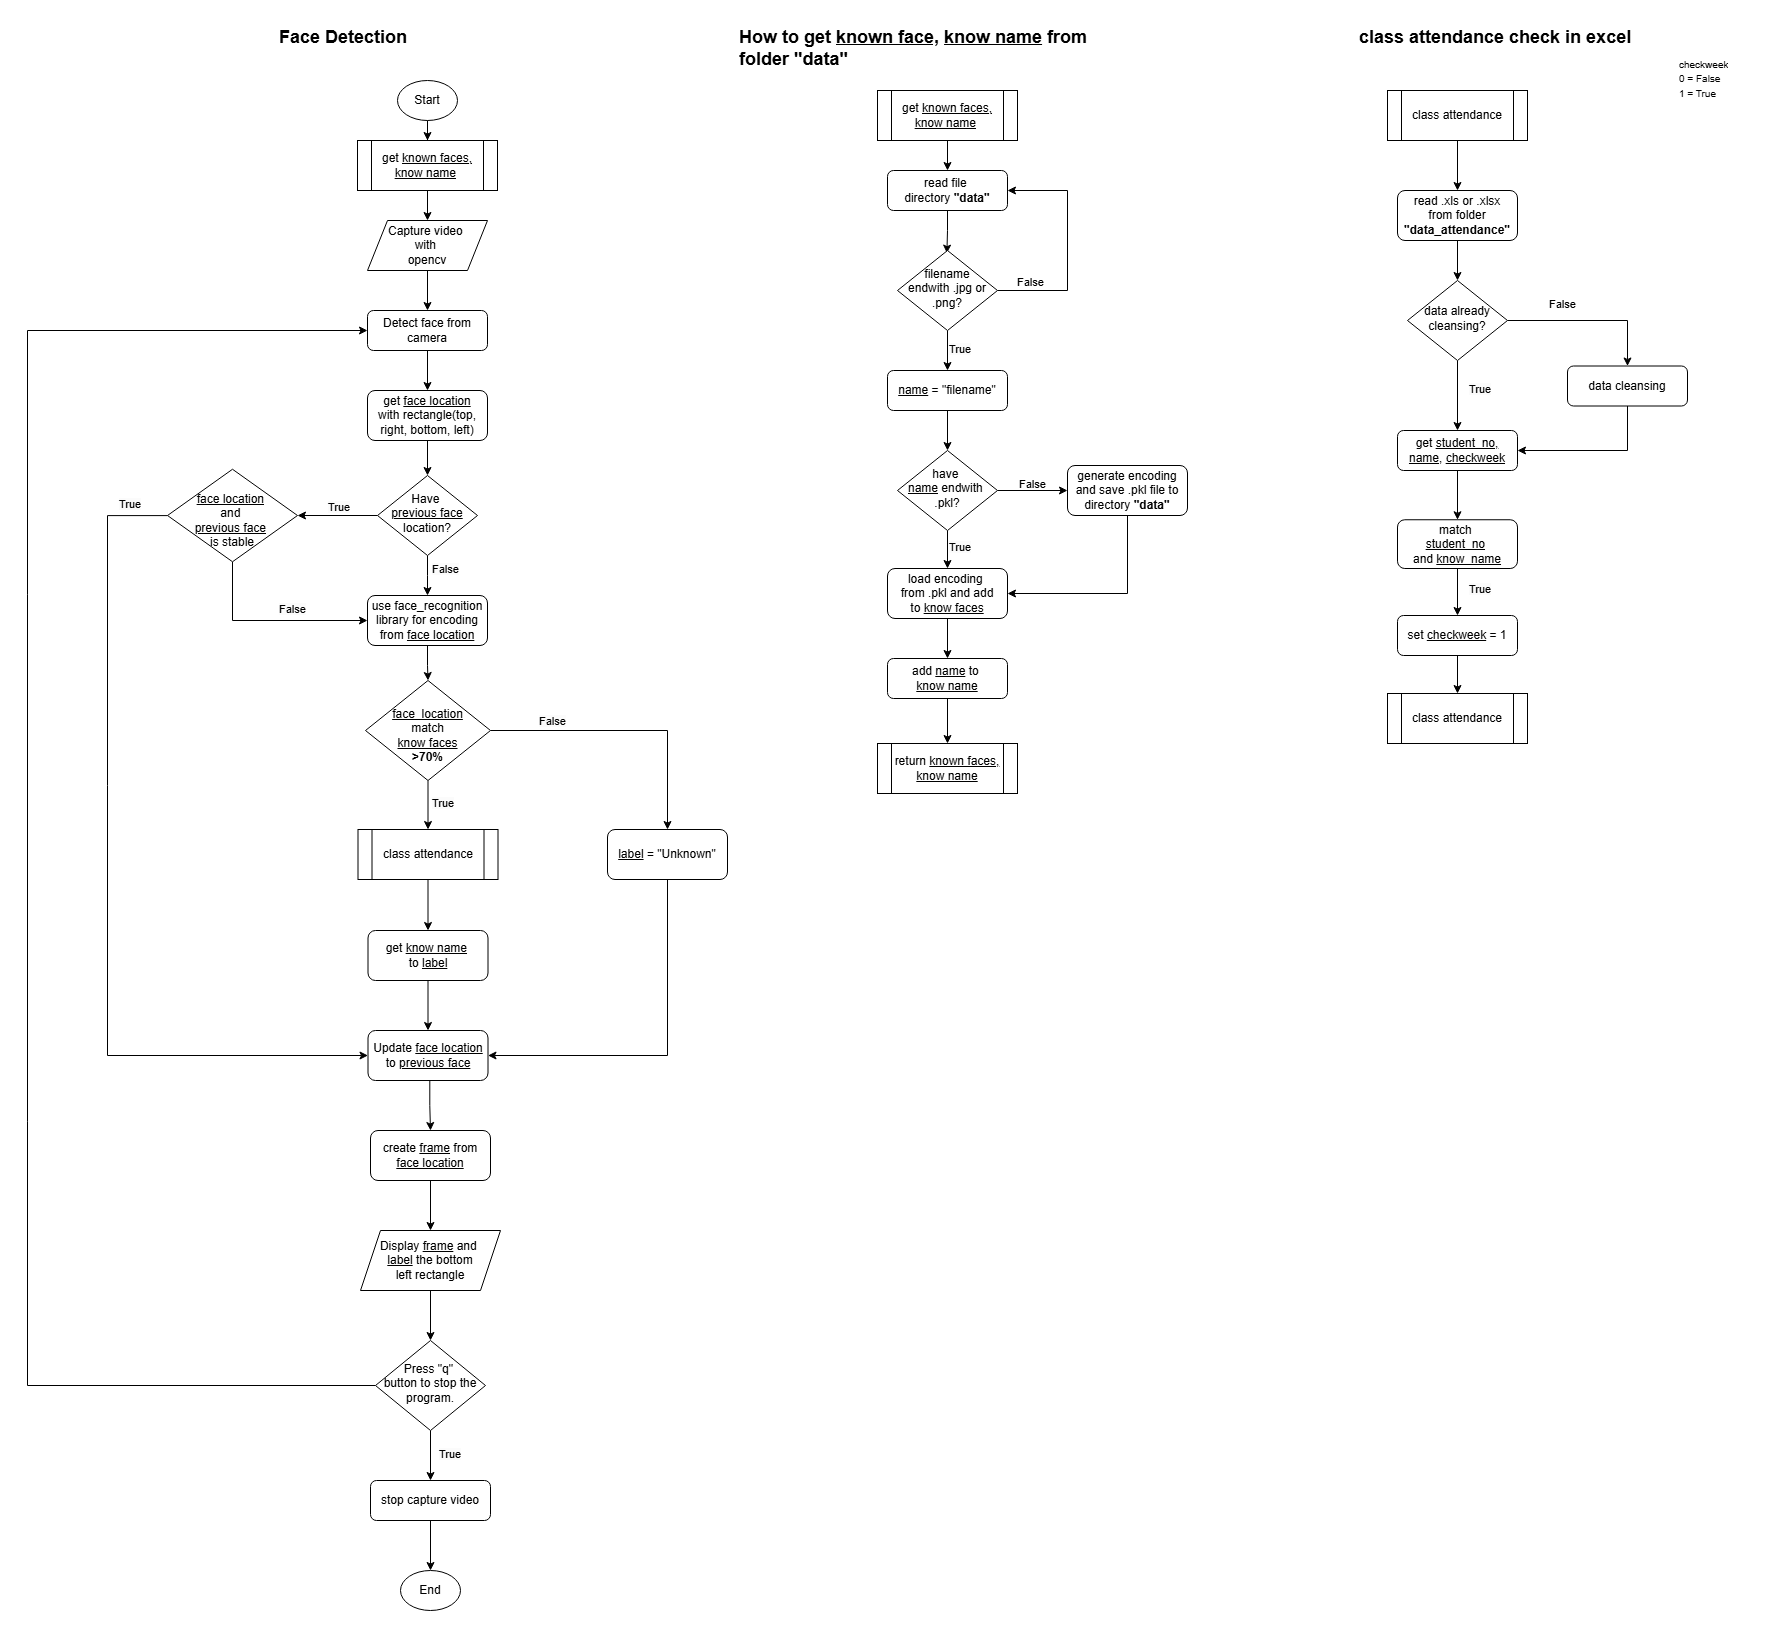 Face Detection
Start
get known faces,
know name
Capture video
with
opencv
Detect face from
camera
get face location
with rectangle(top,
right, bottom, left)
Have
previous face
location?
True
face location
and
previous face
is stable
True
False
False
use face_recognition
library for encoding
from face location
face_location
match
know faces
>70%
False
True
class attendance
label = "Unknown"
get know name
to label
Update face location
to previous face
create frame from
face location
Display frame and
label the bottom
left rectangle
Press "q"
button to stop the
program.
True
stop capture video
End
How to get known face, know name from
folder "data"
get known faces,
know name
read file
directory "data"
filename
endwith .jpg or
.png?
False
True
name = "filename"
have
name endwith
.pkl?
False
generate encoding
and save .pkl file to
directory "data"
True
load encoding
from .pkl and add
to know faces
add name to
know name
return known faces,
know name
class attendance check in excel
checkweek
0 = False
1 = True
class attendance
read .xls or .xlsx
from folder
"data_attendance"
data already
cleansing?
False
data cleansing
True
get student_no,
name, checkweek
match
student_no
and know_name
True
set checkweek = 1
class attendance